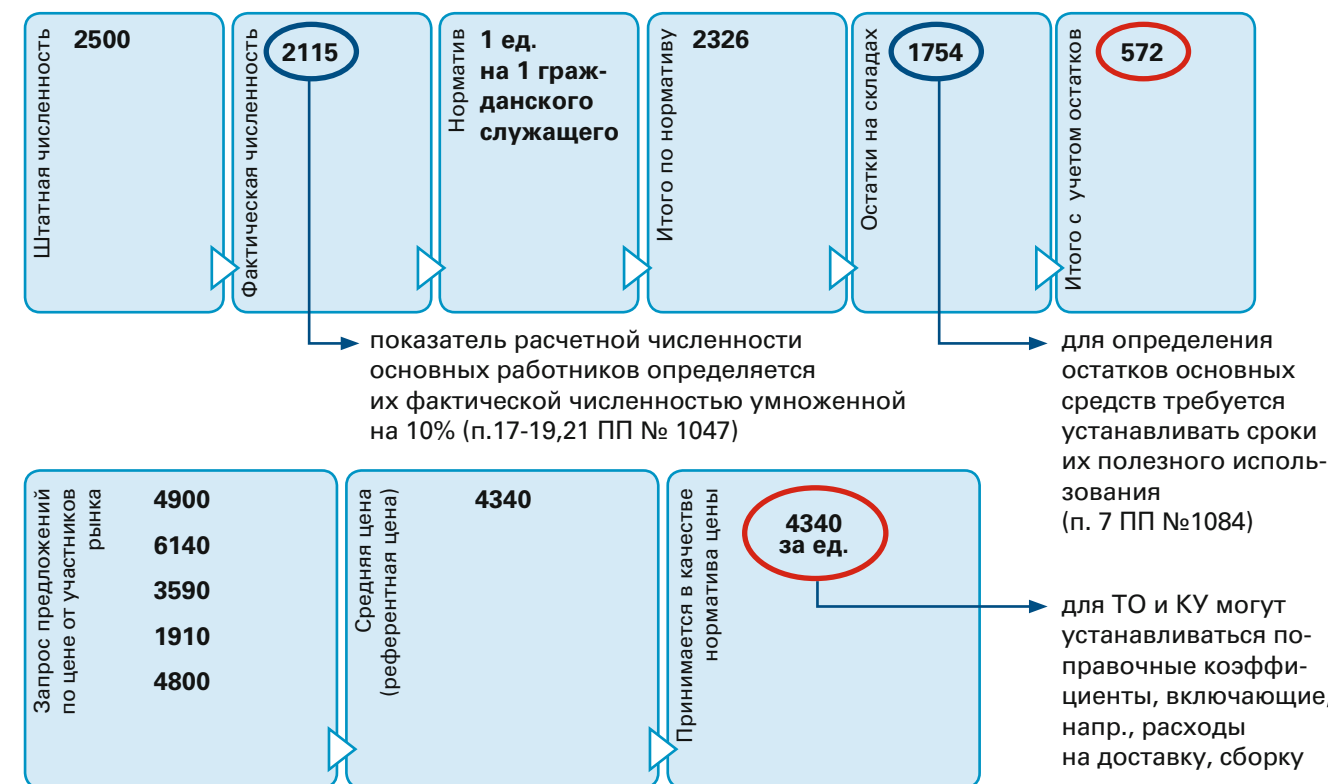 Штатная численность
2500
Фактическая численность
2115
Норматив
1 ед.
на 1 граж-
данского
служащего
Итого по нормативу
2326
Остатки на складах
1754
Итого с учетом остатков
572
показатель расчетной численности
основных работников определяется
их фактической численностью умноженной
на 10% (п.17-19,21 ПП № 1047)
для определения
остатков основных
средств требуется
устанавливать сроки
их полезного исполь-
зования
(п. 7 ПП №1084)
Запрос предложений
по цене от участников
рынка
4900
6140
3590
1910
4800
Средняя цена
(референтная цена)
4340
Принимается в качестве
норматива цены
4340
за ед.
для ТО и КУ могут
устанавливаться по-
правочные коэффи-
циенты, включающие,
напр., расходы
на доставку, сборку